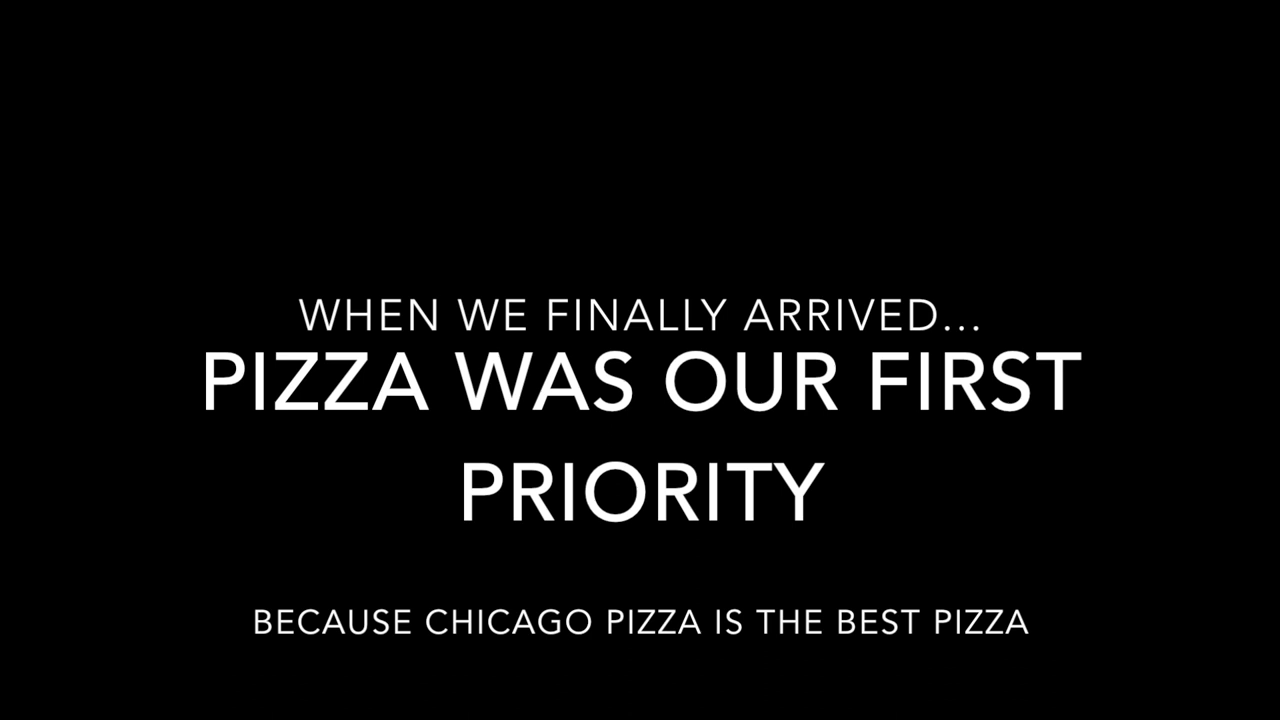 WHEN WE FINALLY ARRIVED...
PIZZA WAS OUR FIRST
PRIORITY
BECAUSE CHICAGO PIZZA IS THE BEST PIZZA